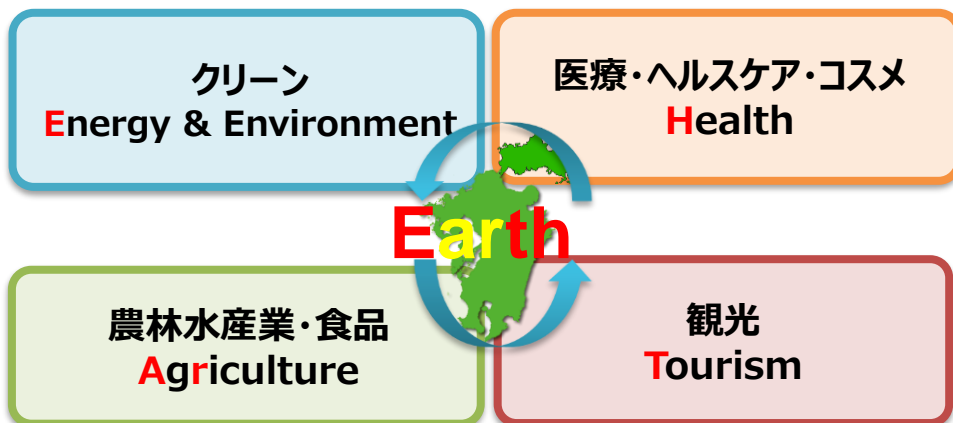 クリーン
Energy & Environment
医療・ヘルスケア・コスメ
Health
Earth
農林水産業・食品
Agriculture
観光
Tourism